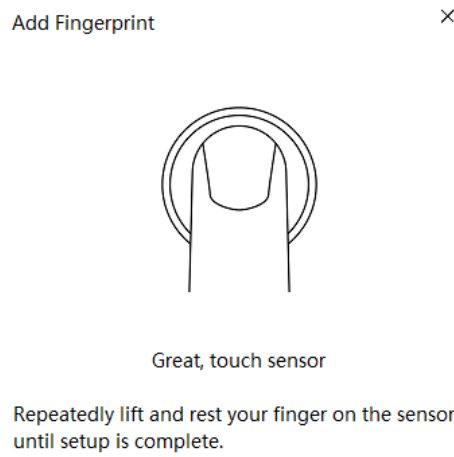 Add Fingerprint
Great, touch sensor
Repeatedly lift and rest your finger on the sensor
until setup is complete.